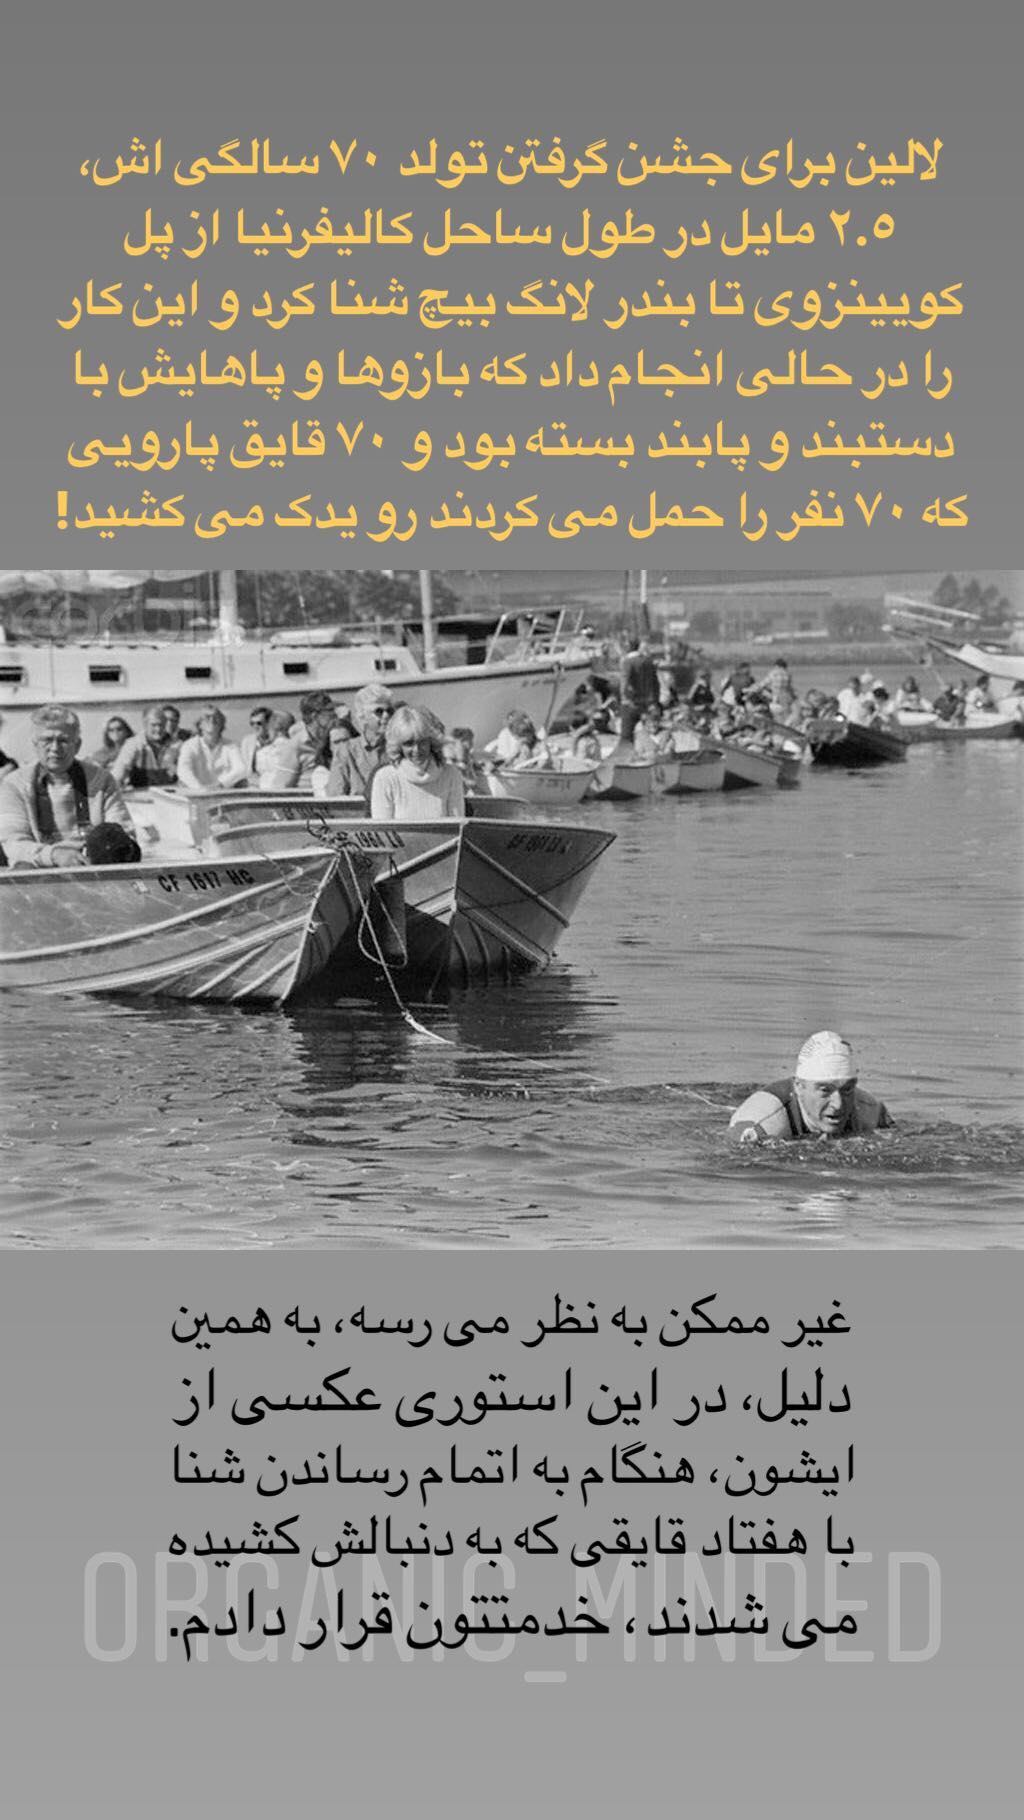 لالین برای جشن گرفتن تولد ۷۰ سالگی اش،
۲.۵ مایل در طول ساحل کالیفرنیا از پل
کویینزوی تا بندر لانگ بیچ شنا کرد و این کار
را در حالی انجام داد که بازوها و پاهایش با
دستبند و پابند بسته بود و ۷۰ قایق پارویی
که ۷۰ نفر را حمل می کردند رو یدک می کشید!
corbis
CF 1617 HC
1964 LB
غیر ممکن به نظر می رسه، به همین
دلیل، در این استوری عکسی از
ایشون، هنگام به اتمام رساندن شنا
با هفتاد قایقی که به دنبالش کشیده
می شدند، خدمتتون قرار دادم.
ORGANIC_MINDED